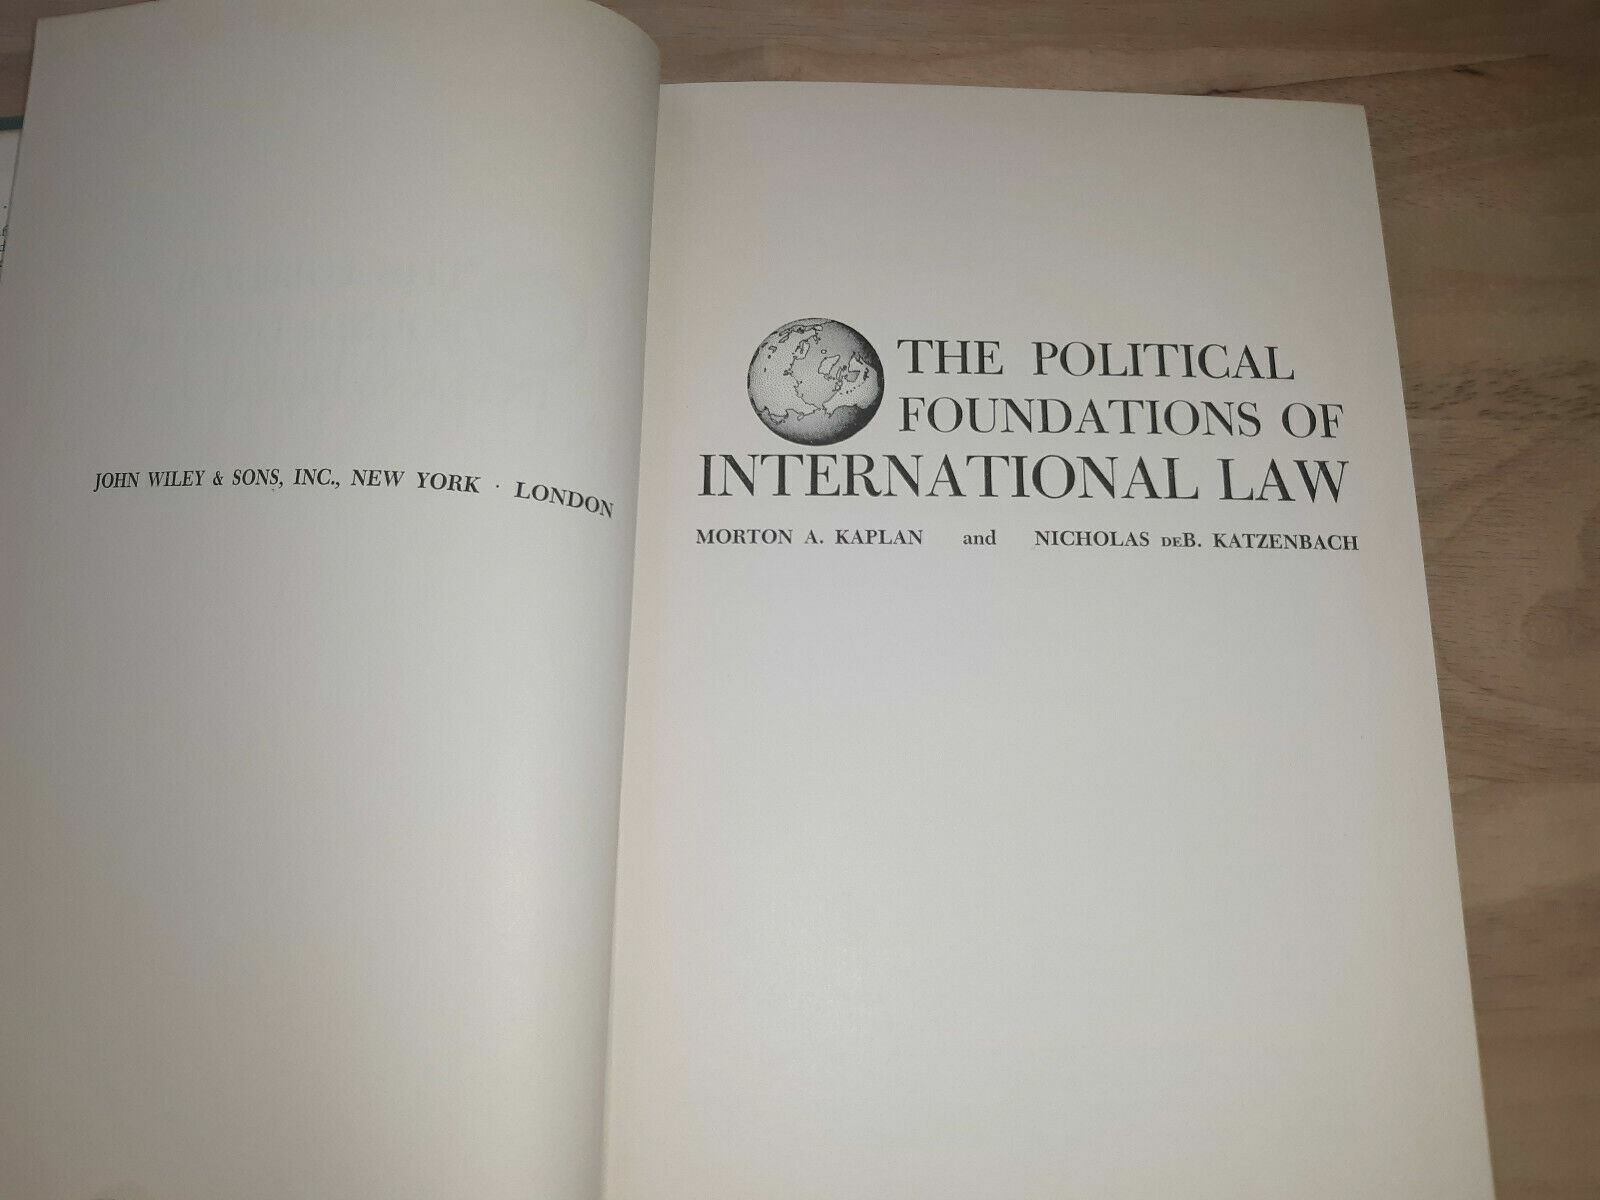 JOHN WILEY & SONS, INC., NEW YORK · LONDON
THE POLITICAL
FOUNDATIONS OF
INTERNATIONAL LAW
MORTON A. KAPLAN and NICHOLAS DEB. KATZENBACH